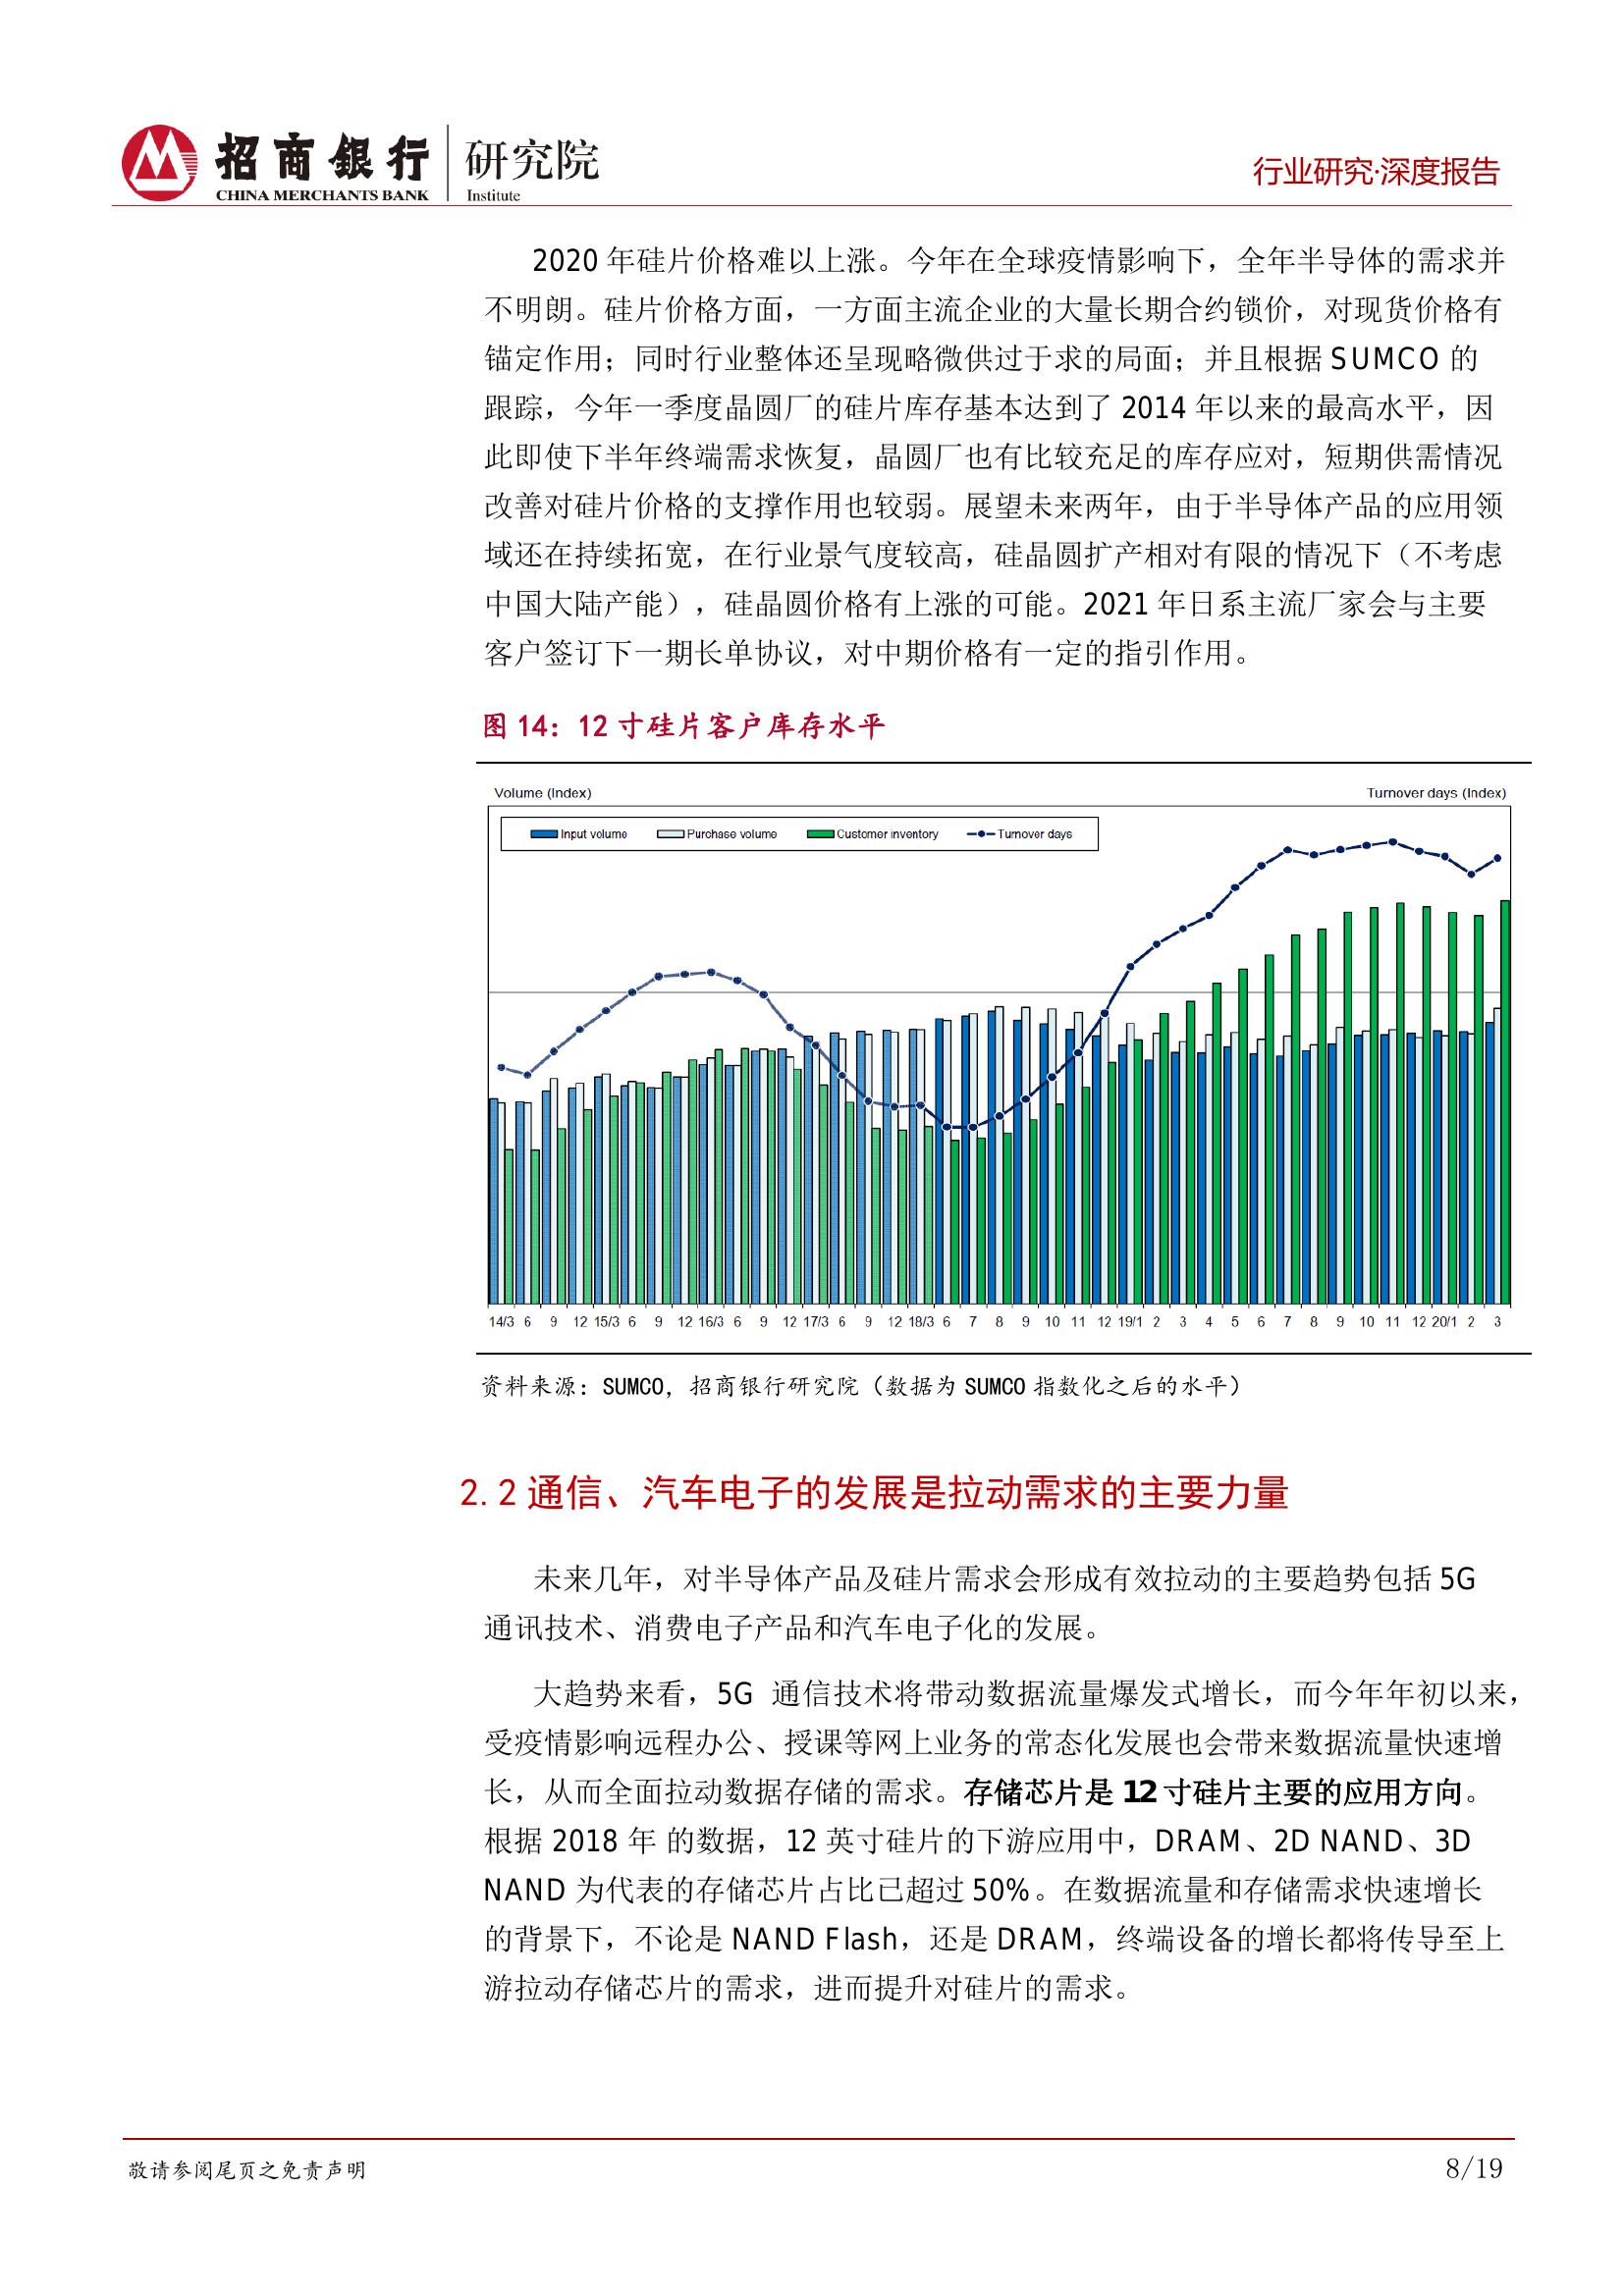 招商银行 研究院
CHINA MERCHANTS BANK Institute
行业研究·深度报告
2020 年硅片价格难以上涨。今年在全球疫情影响下，全年半导体的需求并
不明朗。硅片价格方面，一方面主流企业的大量长期合约锁价，对现货价格有
锚定作用；同时行业整体还呈现略微供过于求的局面；并且根据 SUMCO 的
跟踪，今年一季度晶圆厂的硅片库存基本达到了 2014 年以来的最高水平，因
此即使下半年终端需求恢复，晶圆厂也有比较充足的库存应对，短期供需情况
改善对硅片价格的支撑作用也较弱。展望未来两年，由于半导体产品的应用领
域还在持续拓宽，在行业景气度较高，硅晶圆扩产相对有限的情况下（不考虑
中国大陆产能），硅晶圆价格有上涨的可能。2021 年日系主流厂家会与主要
客户签订下一期长单协议，对中期价格有一定的指引作用。
图 14：12 寸硅片客户库存水平
Volume (Index) Turnover days (Index)
Input volume Purchase volume Customer inventory Turnover days
14/3 6 9 12 15/3 6 9 12 16/3 6 9 12 17/3 6 9 12 18/3 6 7 8 9 10 11 12 19/1 2 3 4 5 6 7 8 9 10 11 12 20/1 2 3
资料来源：SUMCO，招商银行研究院（数据为 SUMCO 指数化之后的水平）
2.2 通信、汽车电子的发展是拉动需求的主要力量
未来几年，对半导体产品及硅片需求会形成有效拉动的主要趋势包括 5G
通讯技术、消费电子产品和汽车电子化的发展。
大趋势来看，5G 通信技术将带动数据流量爆发式增长，而今年年初以来，
受疫情影响远程办公、授课等网上业务的常态化发展也会带来数据流量快速增
长，从而全面拉动数据存储的需求。存储芯片是 12 寸硅片主要的应用方向。
根据 2018 年 的数据，12 英寸硅片的下游应用中，DRAM、2D NAND、3D
NAND 为代表的存储芯片占比已超过 50%。在数据流量和存储需求快速增长
的背景下，不论是 NAND Flash，还是 DRAM，终端设备的增长都将传导至上
游拉动存储芯片的需求，进而提升对硅片的需求。
敬请参阅尾页之免责声明 8/19